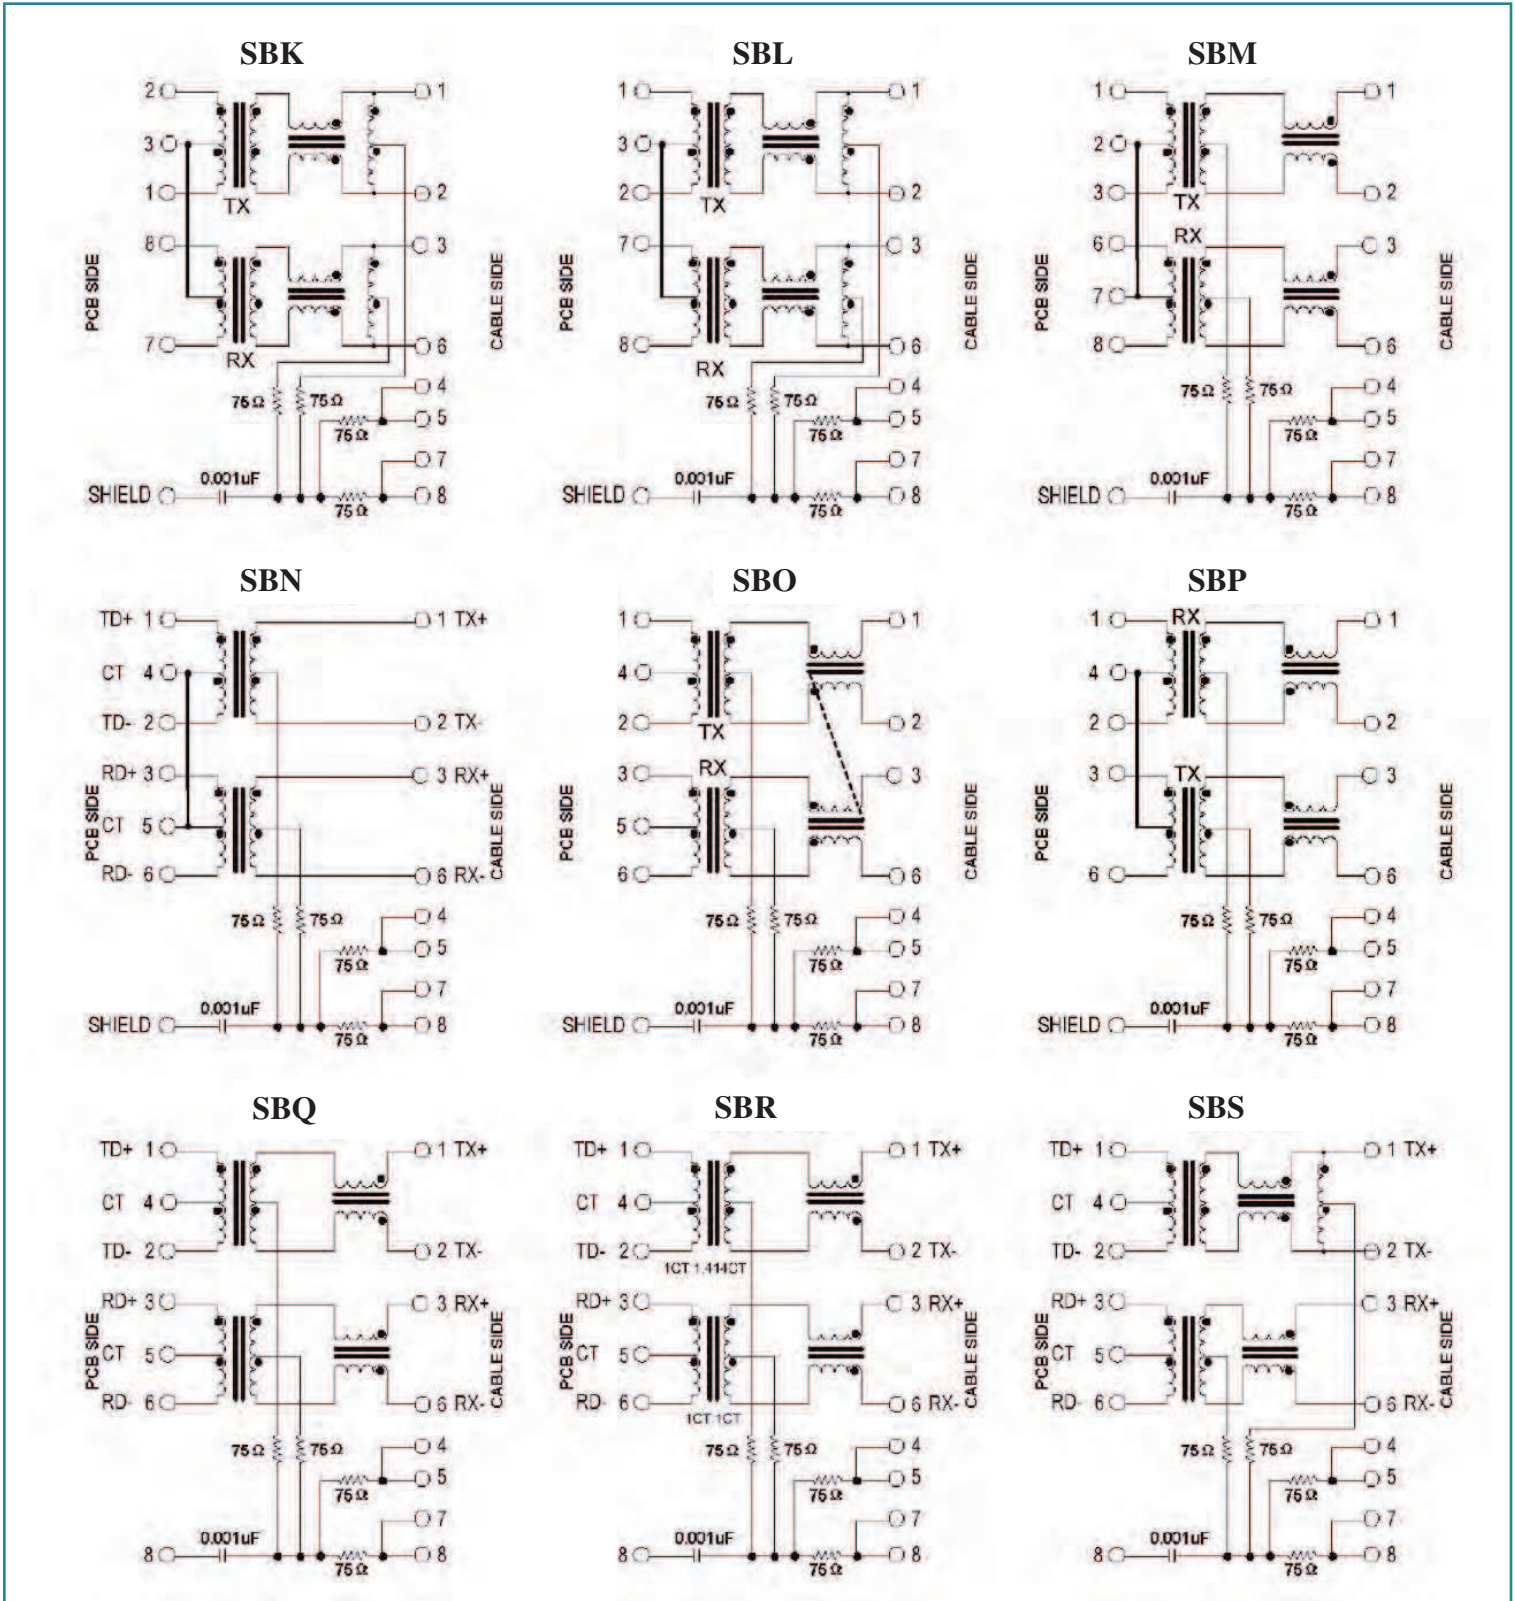 SBK SBL SBM
2 1 1 1 1 1
3 3 2
1 2 2 2 3 2
TX TX TX
8 3 7 3 6 RX 3
PCB SIDE CABLE SIDE PCB SIDE CABLE SIDE PCB SIDE CABLE SIDE
7
7 6 8 6 8 6
RX RX
4 4 4
75Ω 75Ω 75Ω 75Ω 75Ω 75Ω
5 5 5
75Ω 75Ω 75Ω
7 7 7
0.001uF 0.001uF 0.001uF
SHIELD 8 SHIELD 8 SHIELD 8
75Ω 75Ω 75Ω
SBN SBO SBP
TD+ 1 1 TX+ 1 1 1 RX 1
CT 4 4 4
TD- 2 2 TX- 2 2 2 2
TX
RX
RD+ 3 3 RX+ 3 3 3 TX 3
PCB SIDE CABLE SIDE PCB SIDE CABLE SIDE PCB SIDE CABLE SIDE
CT 5 5
RD- 6 6 RX- 6 6 6 6
4 4 4
75Ω 75Ω 75Ω 75Ω 75Ω 75Ω
5 5 5
75Ω 75Ω 75Ω
7 7 7
0.001uF 0.001uF 0.001uF
SHIELD 8 SHIELD 8 SHIELD 8
75Ω 75Ω 75Ω
SBQ SBR SBS
TD+ 1 1 TX+ TD+ 1 1 TX+ TD+ 1 1 TX+
CT 4 CT 4 CT 4
TD- 2 2 TX- TD- 2 2 TX- TD- 2 2 TX-
1CT 1.414CT
RD+ 3 3 RX+ RD+ 3 3 RX+ RD+ 3 3 RX+
PCB SIDE CABLE SIDE PCB SIDE CABLE SIDE PCB SIDE CABLE SIDE
CT 5 CT 5 CT 5
RD- 6 6 RX- RD- 6 6 RX- RD- 6 6 RX-
1CT 1CT
4 4 4
75Ω 75Ω 75Ω 75Ω 75Ω 75Ω
5 5 5
75Ω 75Ω 75Ω
7 7 7
0.001uF 0.001uF 0.001uF
8 8 8 8 8 8
75Ω 75Ω 75Ω